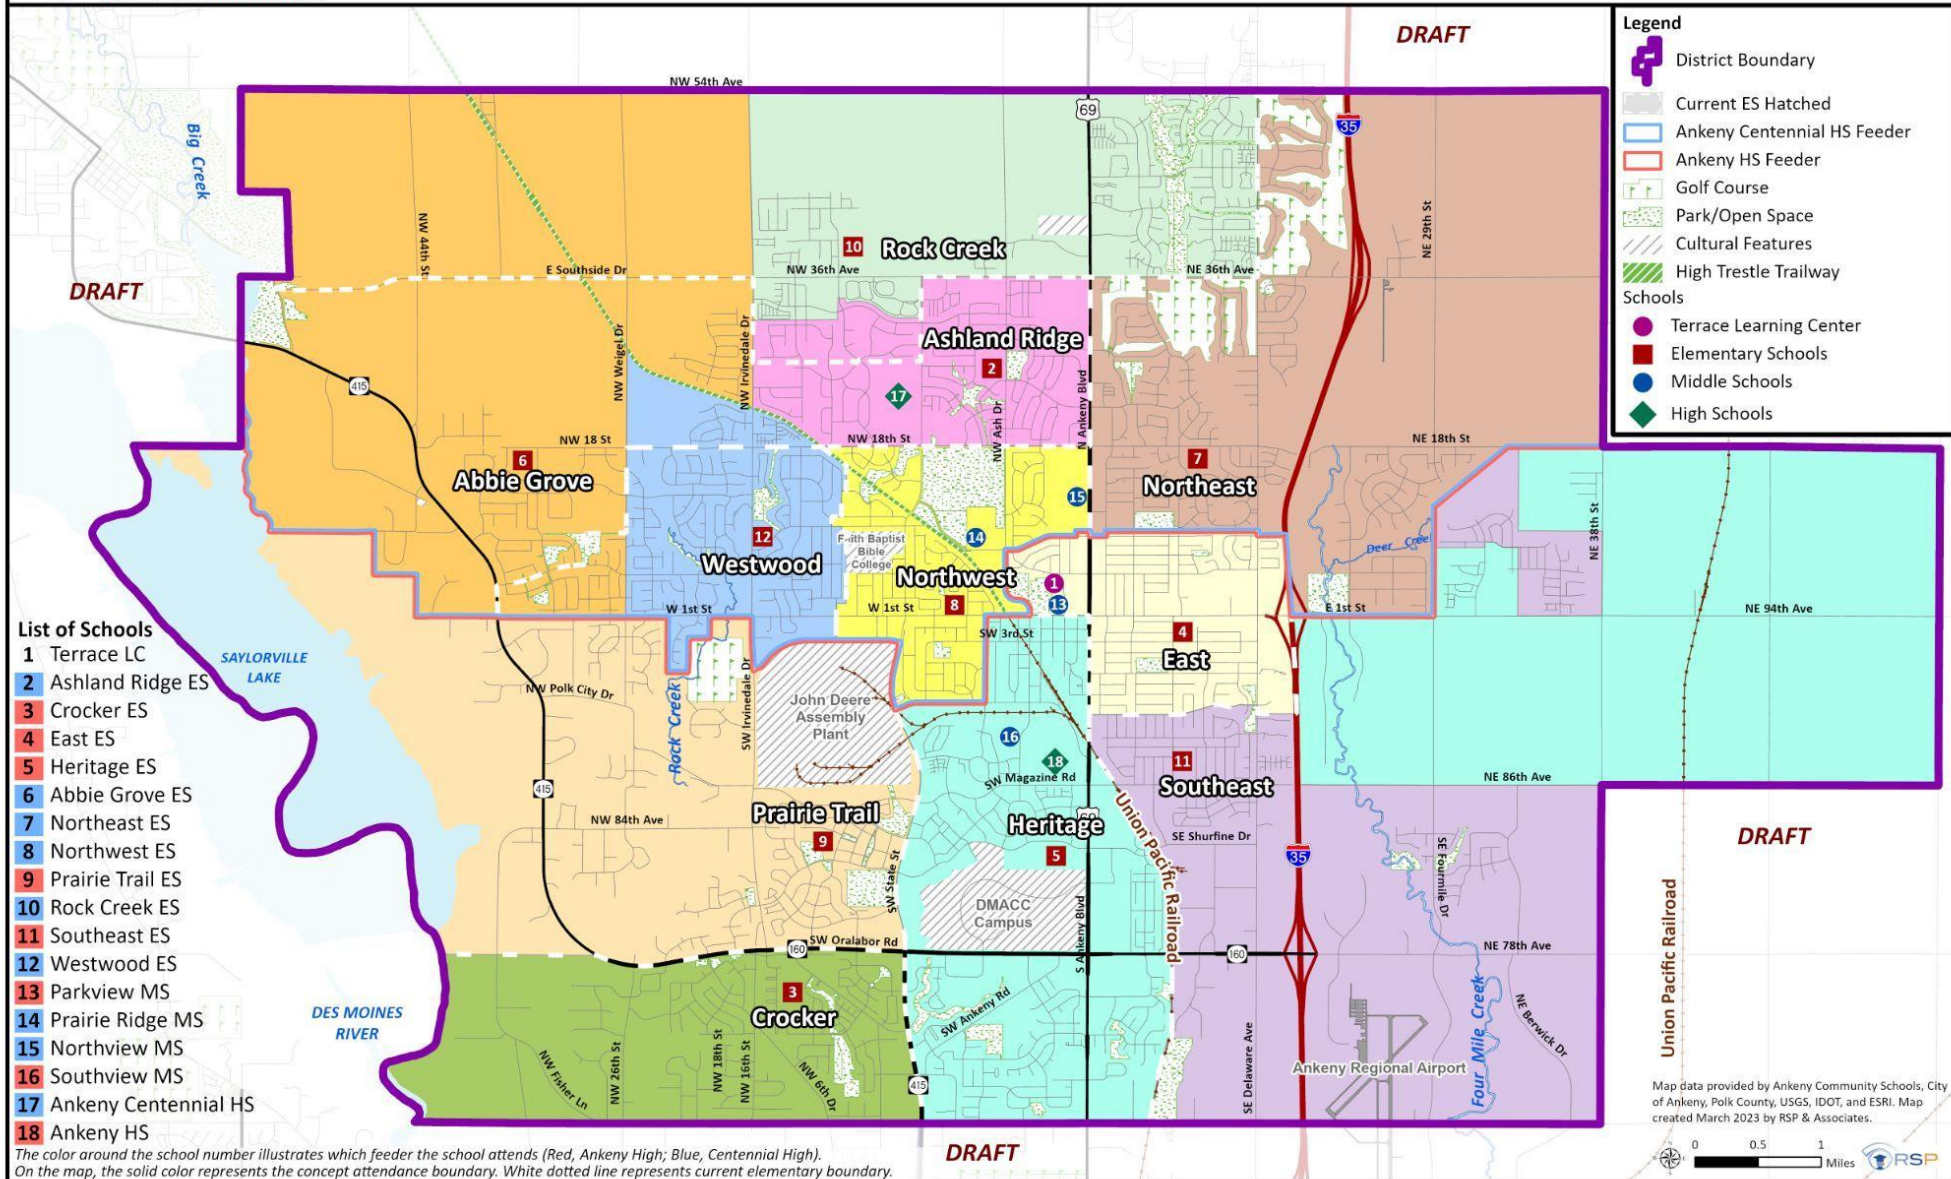 DRAFT
Legend
District Boundary
Current ES Hatched
Ankeny Centennial HS Feeder
Ankeny HS Feeder
Golf Course
Park/Open Space
Cultural Features
High Trestle Trailway
Schools
Terrace Learning Center
Elementary Schools
Middle Schools
High Schools
NW 54th Ave
69
35
Big Creek
NW 44th St
NE 29th St
10
Rock Creek
E Southside Dr
NW 36th Ave
NE 36th Ave
DRAFT
Ashland Ridge
2
NW Weigel Dr
NW Irvinedale Dr
415
17
NW Ash Dr
N Ankeny Blvd
NW 18 St
NW 18th St
NE 18th St
6
Abbie Grove
7
Northeast
15
NE 38th St
12
Westwood
Faith Baptist
Bible
College
14
Deer Creek
Northwest
8
1
13
W 1st St
W 1st St
E 1st St
NE 94th Ave
SW 3rd St
4
East
List of Schools
1 Terrace LC
2 Ashland Ridge ES
3 Crocker ES
4 East ES
5 Heritage ES
6 Abbie Grove ES
7 Northeast ES
8 Northwest ES
9 Prairie Trail ES
10 Rock Creek ES
11 Southeast ES
12 Westwood ES
13 Parkview MS
14 Prairie Ridge MS
15 Northview MS
16 Southview MS
17 Ankeny Centennial HS
18 Ankeny HS
SAYLORVILLE
LAKE
NW Polk City Dr
Rock Creek
SW Irvinedale Dr
John Deere
Assembly
Plant
16
18
SW Magazine Rd
11
Southeast
NE 86th Ave
415
NW 84th Ave
Prairie Trail
9
Heritage
69
5
Union Pacific Railroad
SE Shurfine Dr
35
SE Fourmile Dr
DRAFT
SW State St
DMACC
Campus
S Ankeny Blvd
Union Pacific Railroad
160
SW Oralabor Rd
160
NE 78th Ave
DES MOINES
RIVER
3
Crocker
SW Ankeny Rd
NW Fisher Ln
NW 26th St
NW 18th St
NW 16th St
NW 6th Dr
415
SE Delaware Ave
Ankeny Regional Airport
Four Mile Creek
NE Berwick Dr
Map data provided by Ankeny Community Schools, City
of Ankeny, Polk County, USGS, IDOT, and ESRI. Map
created March 2023 by RSP & Associates.
0 0.5 1
Miles
RSP
DRAFT
The color around the school number illustrates which feeder the school attends (Red, Ankeny High; Blue, Centennial High).
On the map, the solid color represents the concept attendance boundary. White dotted line represents current elementary boundary.